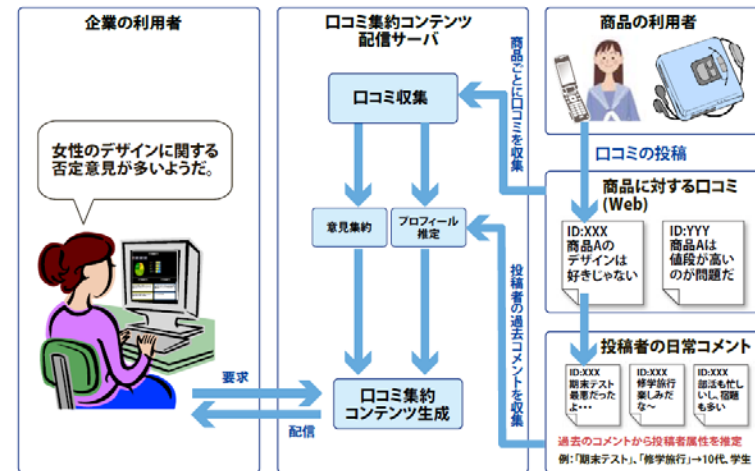 企業の利用者
女性のデザインに関する
否定意見が多いようだ。
要求
配信
口コミ集約コンテンツ
配信サーバ
口コミ収集
意見集約
プロフィール
推定
口コミ集約
コンテンツ生成
商品ごとに口コミを収集
投稿者の過去コメントを収集
商品の利用者
口コミの投稿
商品に対する口コミ
(Web)
ID:XXX
商品Aの
デザインは
好きじゃない
ID:YYY
商品Aは
値段が高い
のが問題だ
投稿者の日常コメント
ID:XXX
期末テスト
最悪だった
よ・・・
ID:XXX
修学旅行
楽しみだ
な～
ID:XXX
部活も忙し
いし、宿題
も多い
過去のコメントから投稿者属性を推定
例:「期末テスト」、「修学旅行」→10代、学生